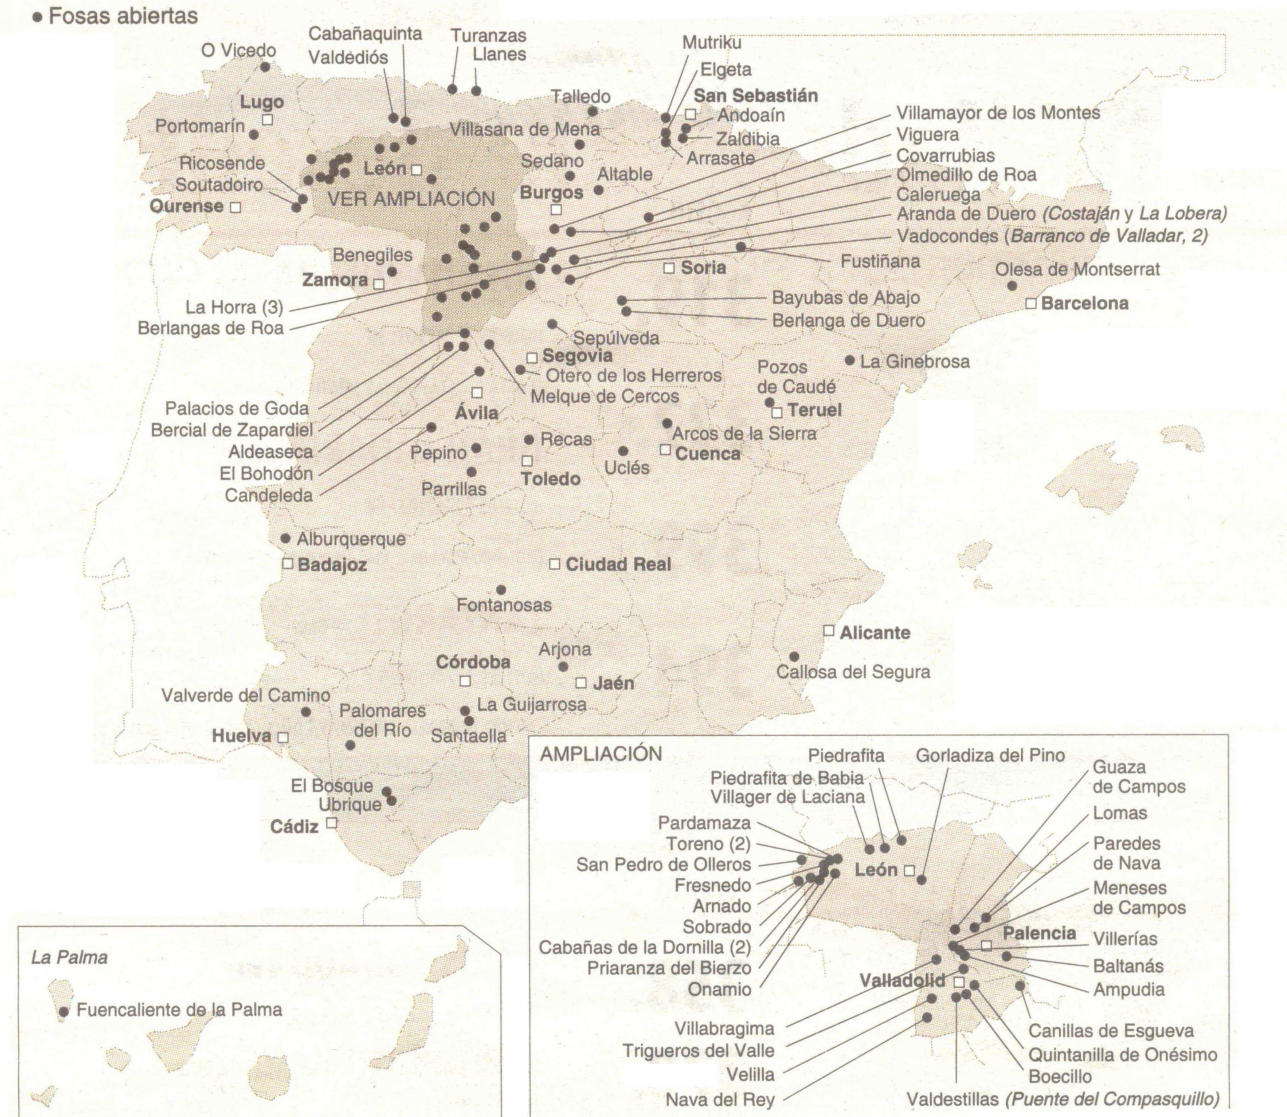 ● Fosas abiertas
Cabañaquinta
Turanzas
O Vicedo
Valdediós
Llanes
Mutriku
Elgeta
San Sebastián
Lugo
Talledo
Andoaín
Villamayor de los Montes
Portomarín
Villasana de Mena
Zaldibia
Viguera
Arrasate
Covarrubias
Ricosende
León
Sedano
Altable
Olmedillo de Roa
Soutadoiro
Burgos
Caleruega
Ourense
VER AMPLIACIÓN
Aranda de Duero (Costaján y La Lobera)
Vadocondes (Barranco de Valladar, 2)
Benegiles
Fustiñana
Zamora
Soria
Olesa de Montserrat
La Horra (3)
Bayubas de Abajo
Barcelona
Berlangas de Roa
Berlanga de Duero
Sepúlveda
Segovia
La Ginebrosa
Otero de los Herreros
Pozos
de Caudé
Melque de Cercos
Palacios de Goda
Ávila
Teruel
Bercial de Zapardiel
Arcos de la Sierra
Aldeaseca
Pepino
Recas
Cuenca
El Bohodón
Uclés
Candeleda
Parrillas
Toledo
Alburquerque
Badajoz
Ciudad Real
Fontanosas
Alicante
Arjona
Córdoba
Callosa del Segura
Jaén
Valverde del Camino
La Guijarrosa
Palomares
del Río
Huelva
Santaella
El Bosque
Ubrique
Cádiz
La Palma
Fuencaliente de la Palma
AMPLIACIÓN
Piedrafita
Gorladiza del Pino
Piedrafita de Babia
Villager de Laciana
Guaza
de Campos
Lomas
Pardamaza
Toreno (2)
San Pedro de Olleros
Fresnedo
Arnado
Sobrado
Cabañas de la Dornilla (2)
Priaranza del Bierzo
Onamio
León
Paredes
de Nava
Meneses
de Campos
Palencia
Villerías
Baltanás
Valladolid
Ampudia
Villabragima
Trigueros del Valle
Velilla
Nava del Rey
Canillas de Esgueva
Quintanilla de Onésimo
Boecillo
Valdestillas (Puente del Compasquillo)